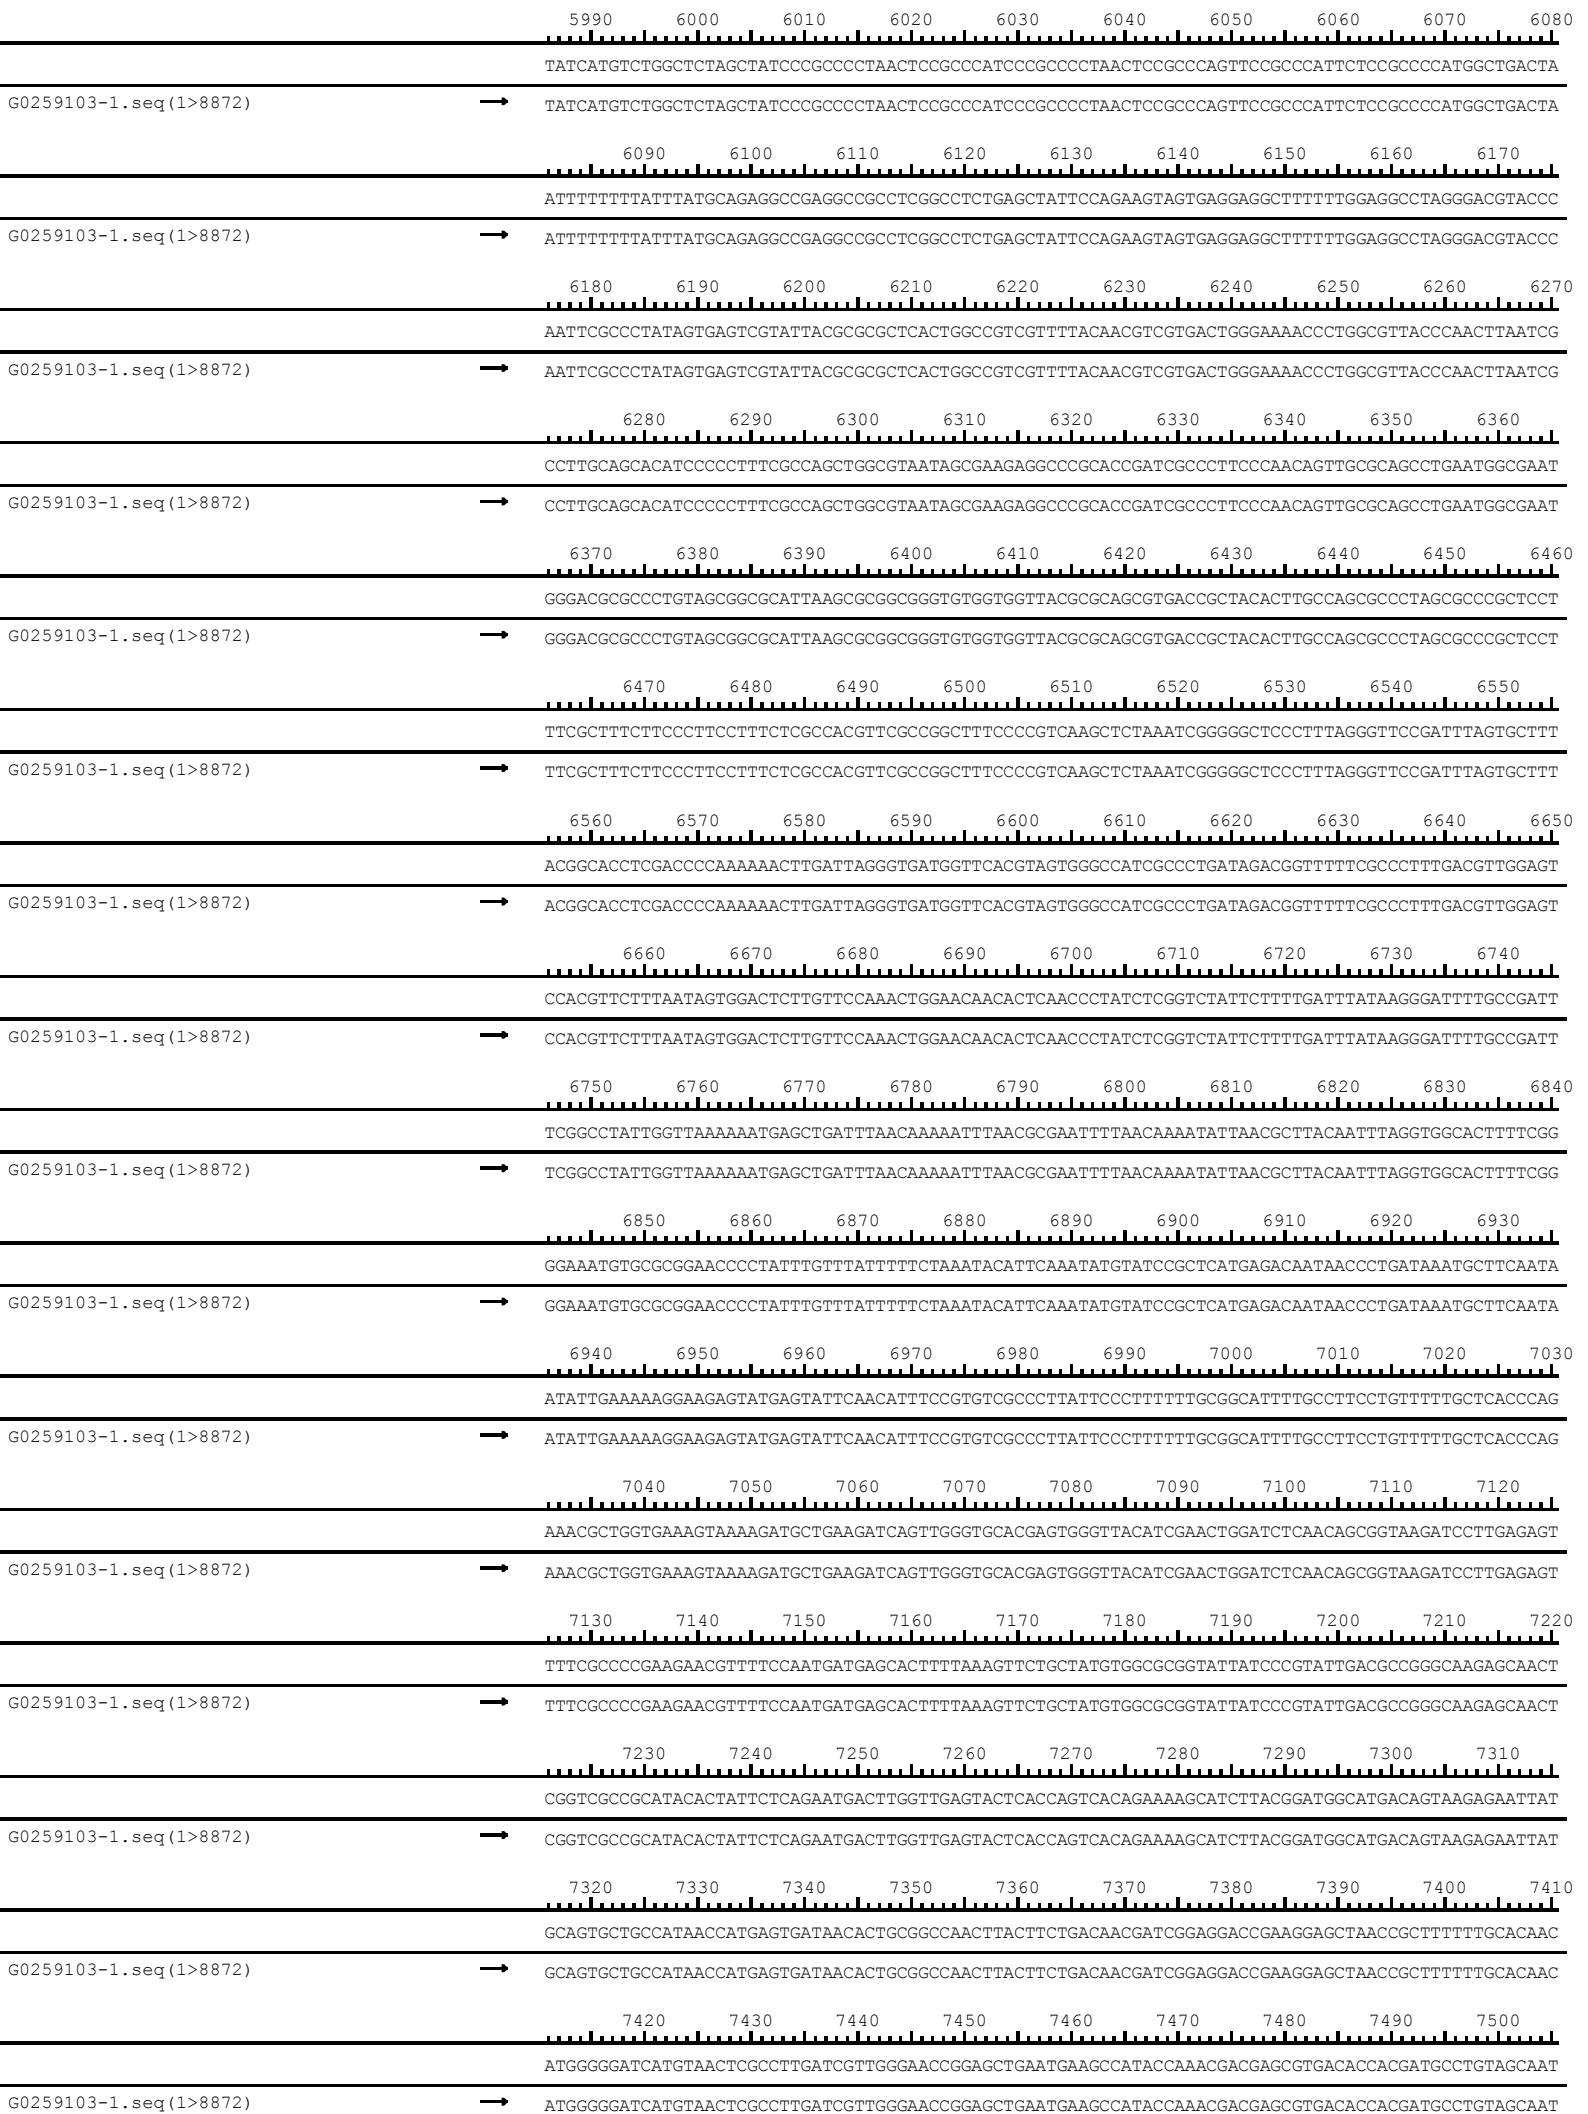 5990 6000 6010 6020 6030 6040 6050 6060 6070 6080
TATCATGTCTGGCTCTAGCTATCCCGCCCCTAACTCCGCCCATCCCGCCCCTAACTCCGCCCAGTTCCGCCCATTCTCCGCCCCATGGCTGACTA
G0259103-1.seq(1>8872) TATCATGTCTGGCTCTAGCTATCCCGCCCCTAACTCCGCCCATCCCGCCCCTAACTCCGCCCAGTTCCGCCCATTCTCCGCCCCATGGCTGACTA
6090 6100 6110 6120 6130 6140 6150 6160 6170
ATTTTTTTTATTTATGCAGAGGCCGAGGCCGCCTCGGCCTCTGAGCTATTCCAGAAGTAGTGAGGAGGCTTTTTTGGAGGCCTAGGGACGTACCC
G0259103-1.seq(1>8872) ATTTTTTTTATTTATGCAGAGGCCGAGGCCGCCTCGGCCTCTGAGCTATTCCAGAAGTAGTGAGGAGGCTTTTTTGGAGGCCTAGGGACGTACCC
6180 6190 6200 6210 6220 6230 6240 6250 6260 6270
AATTCGCCCTATAGTGAGTCGTATTACGCGCGCTCACTGGCCGTCGTTTTACAACGTCGTGACTGGGAAAACCCTGGCGTTACCCAACTTAATCG
G0259103-1.seq(1>8872) AATTCGCCCTATAGTGAGTCGTATTACGCGCGCTCACTGGCCGTCGTTTTACAACGTCGTGACTGGGAAAACCCTGGCGTTACCCAACTTAATCG
6280 6290 6300 6310 6320 6330 6340 6350 6360
CCTTGCAGCACATCCCCCTTTCGCCAGCTGGCGTAATAGCGAAGAGGCCCGCACCGATCGCCCTTCCCAACAGTTGCGCAGCCTGAATGGCGAAT
G0259103-1.seq(1>8872) CCTTGCAGCACATCCCCCTTTCGCCAGCTGGCGTAATAGCGAAGAGGCCCGCACCGATCGCCCTTCCCAACAGTTGCGCAGCCTGAATGGCGAAT
6370 6380 6390 6400 6410 6420 6430 6440 6450 6460
GGGACGCGCCCTGTAGCGGCGCATTAAGCGCGGCGGGTGTGGTGGTTACGCGCAGCGTGACCGCTACACTTGCCAGCGCCCTAGCGCCCGCTCCT
G0259103-1.seq(1>8872) GGGACGCGCCCTGTAGCGGCGCATTAAGCGCGGCGGGTGTGGTGGTTACGCGCAGCGTGACCGCTACACTTGCCAGCGCCCTAGCGCCCGCTCCT
6470 6480 6490 6500 6510 6520 6530 6540 6550
TTCGCTTTCTTCCCTTCCTTTCTCGCCACGTTCGCCGGCTTTCCCCGTCAAGCTCTAAATCGGGGGCTCCCTTTAGGGTTCCGATTTAGTGCTTT
G0259103-1.seq(1>8872) TTCGCTTTCTTCCCTTCCTTTCTCGCCACGTTCGCCGGCTTTCCCCGTCAAGCTCTAAATCGGGGGCTCCCTTTAGGGTTCCGATTTAGTGCTTT
6560 6570 6580 6590 6600 6610 6620 6630 6640 6650
ACGGCACCTCGACCCCAAAAAACTTGATTAGGGTGATGGTTCACGTAGTGGGCCATCGCCCTGATAGACGGTTTTTCGCCCTTTGACGTTGGAGT
G0259103-1.seq(1>8872) ACGGCACCTCGACCCCAAAAAACTTGATTAGGGTGATGGTTCACGTAGTGGGCCATCGCCCTGATAGACGGTTTTTCGCCCTTTGACGTTGGAGT
6660 6670 6680 6690 6700 6710 6720 6730 6740
CCACGTTCTTTAATAGTGGACTCTTGTTCCAAACTGGAACAACACTCAACCCTATCTCGGTCTATTCTTTTGATTTATAAGGGATTTTGCCGATT
G0259103-1.seq(1>8872) CCACGTTCTTTAATAGTGGACTCTTGTTCCAAACTGGAACAACACTCAACCCTATCTCGGTCTATTCTTTTGATTTATAAGGGATTTTGCCGATT
6750 6760 6770 6780 6790 6800 6810 6820 6830 6840
TCGGCCTATTGGTTAAAAAATGAGCTGATTTAACAAAAATTTAACGCGAATTTTAACAAAATATTAACGCTTACAATTTAGGTGGCACTTTTCGG
G0259103-1.seq(1>8872) TCGGCCTATTGGTTAAAAAATGAGCTGATTTAACAAAAATTTAACGCGAATTTTAACAAAATATTAACGCTTACAATTTAGGTGGCACTTTTCGG
6850 6860 6870 6880 6890 6900 6910 6920 6930
GGAAATGTGCGCGGAACCCCTATTTGTTTATTTTTCTAAATACATTCAAATATGTATCCGCTCATGAGACAATAACCCTGATAAATGCTTCAATA
G0259103-1.seq(1>8872) GGAAATGTGCGCGGAACCCCTATTTGTTTATTTTTCTAAATACATTCAAATATGTATCCGCTCATGAGACAATAACCCTGATAAATGCTTCAATA
6940 6950 6960 6970 6980 6990 7000 7010 7020 7030
ATATTGAAAAAGGAAGAGTATGAGTATTCAACATTTCCGTGTCGCCCTTATTCCCTTTTTTGCGGCATTTTGCCTTCCTGTTTTTGCTCACCCAG
G0259103-1.seq(1>8872) ATATTGAAAAAGGAAGAGTATGAGTATTCAACATTTCCGTGTCGCCCTTATTCCCTTTTTTGCGGCATTTTGCCTTCCTGTTTTTGCTCACCCAG
7040 7050 7060 7070 7080 7090 7100 7110 7120
AAACGCTGGTGAAAGTAAAAGATGCTGAAGATCAGTTGGGTGCACGAGTGGGTTACATCGAACTGGATCTCAACAGCGGTAAGATCCTTGAGAGT
G0259103-1.seq(1>8872) AAACGCTGGTGAAAGTAAAAGATGCTGAAGATCAGTTGGGTGCACGAGTGGGTTACATCGAACTGGATCTCAACAGCGGTAAGATCCTTGAGAGT
7130 7140 7150 7160 7170 7180 7190 7200 7210 7220
TTTCGCCCCGAAGAACGTTTTCCAATGATGAGCACTTTTAAAGTTCTGCTATGTGGCGCGGTATTATCCCGTATTGACGCCGGGCAAGAGCAACT
G0259103-1.seq(1>8872) TTTCGCCCCGAAGAACGTTTTCCAATGATGAGCACTTTTAAAGTTCTGCTATGTGGCGCGGTATTATCCCGTATTGACGCCGGGCAAGAGCAACT
7230 7240 7250 7260 7270 7280 7290 7300 7310
CGGTCGCCGCATACACTATTCTCAGAATGACTTGGTTGAGTACTCACCAGTCACAGAAAAGCATCTTACGGATGGCATGACAGTAAGAGAATTAT
G0259103-1.seq(1>8872) CGGTCGCCGCATACACTATTCTCAGAATGACTTGGTTGAGTACTCACCAGTCACAGAAAAGCATCTTACGGATGGCATGACAGTAAGAGAATTAT
7320 7330 7340 7350 7360 7370 7380 7390 7400 7410
GCAGTGCTGCCATAACCATGAGTGATAACACTGCGGCCAACTTACTTCTGACAACGATCGGAGGACCGAAGGAGCTAACCGCTTTTTTGCACAAC
G0259103-1.seq(1>8872) GCAGTGCTGCCATAACCATGAGTGATAACACTGCGGCCAACTTACTTCTGACAACGATCGGAGGACCGAAGGAGCTAACCGCTTTTTTGCACAAC
7420 7430 7440 7450 7460 7470 7480 7490 7500
ATGGGGGATCATGTAACTCGCCTTGATCGTTGGGAACCGGAGCTGAATGAAGCCATACCAAACGACGAGCGTGACACCACGATGCCTGTAGCAAT
G0259103-1.seq(1>8872) ATGGGGGATCATGTAACTCGCCTTGATCGTTGGGAACCGGAGCTGAATGAAGCCATACCAAACGACGAGCGTGACACCACGATGCCTGTAGCAAT